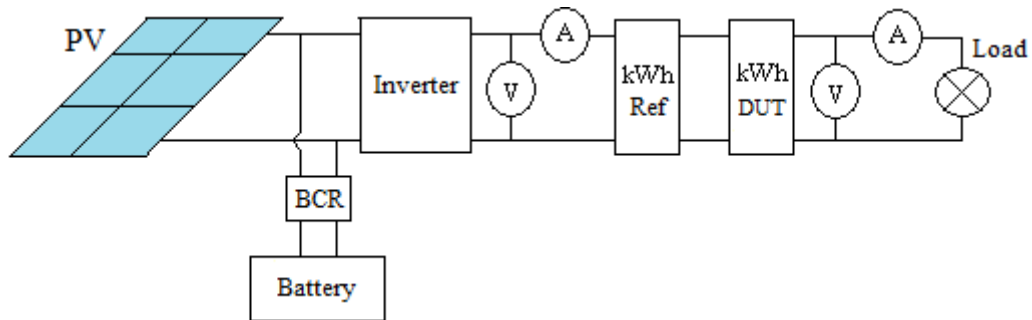 PV
Inverter
V
A
kWh
Ref
kWh
DUT
V
A
Load
BCR
Battery